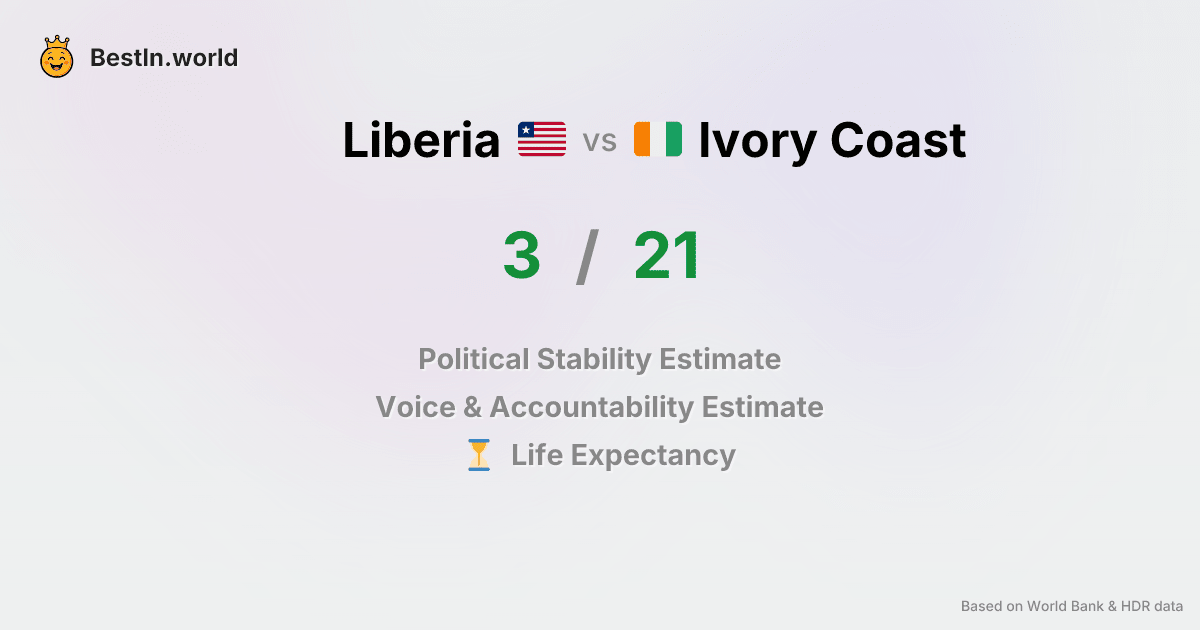 BestIn.world
Liberia vs Ivory Coast
3 / 21
Political Stability Estimate
Voice & Accountability Estimate
Life Expectancy
Based on World Bank & HDR data